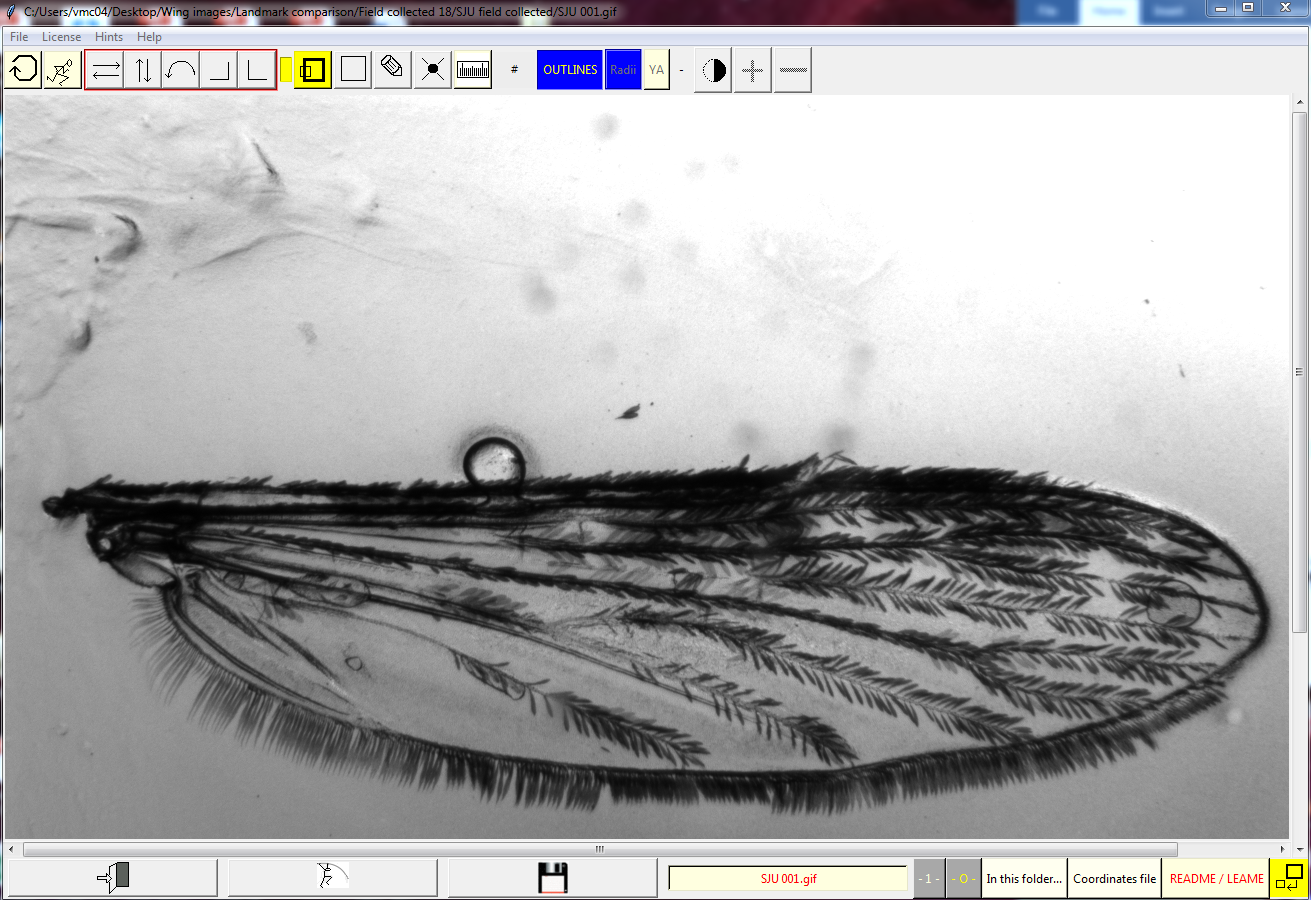 C:/Users/vmc04/Desktop/Wing images/Landmark comparison/Field collected 18/SJU field collected/SJU 001.gif
File License Hints Help
# OUTLINES Radii YA -
SJU 001.gif - 1 - - O - In this folder... Coordinates file README / LEAME